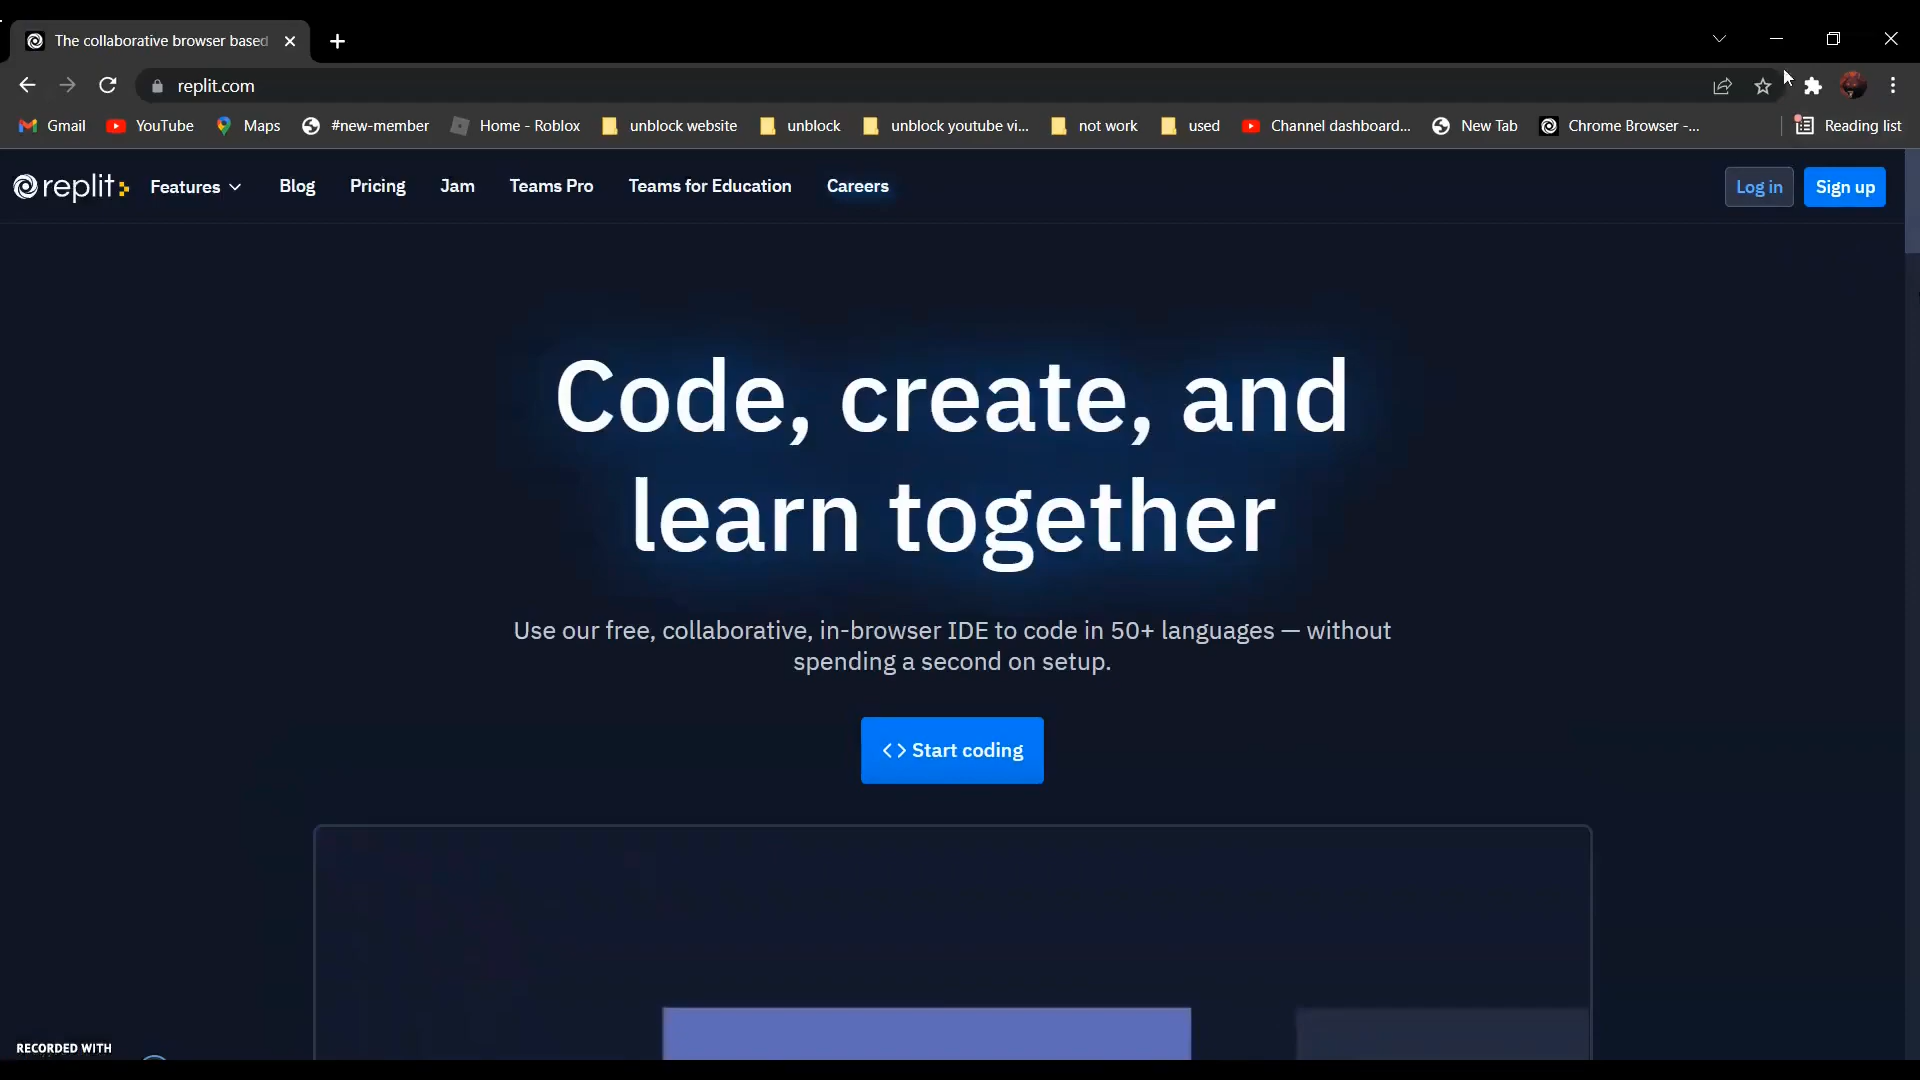 The collaborative browser based
replit.com
Gmail YouTube Maps #new-member Home - Roblox unblock website unblock unblock youtube vi... not work used Channel dashboard... New Tab Chrome Browser -... Reading list
replit Features Blog Pricing Jam Teams Pro Teams for Education Careers Log in Sign up
Code, create, and
learn together
Use our free, collaborative, in-browser IDE to code in 50+ languages — without
spending a second on setup.
<> Start coding
RECORDED WITH